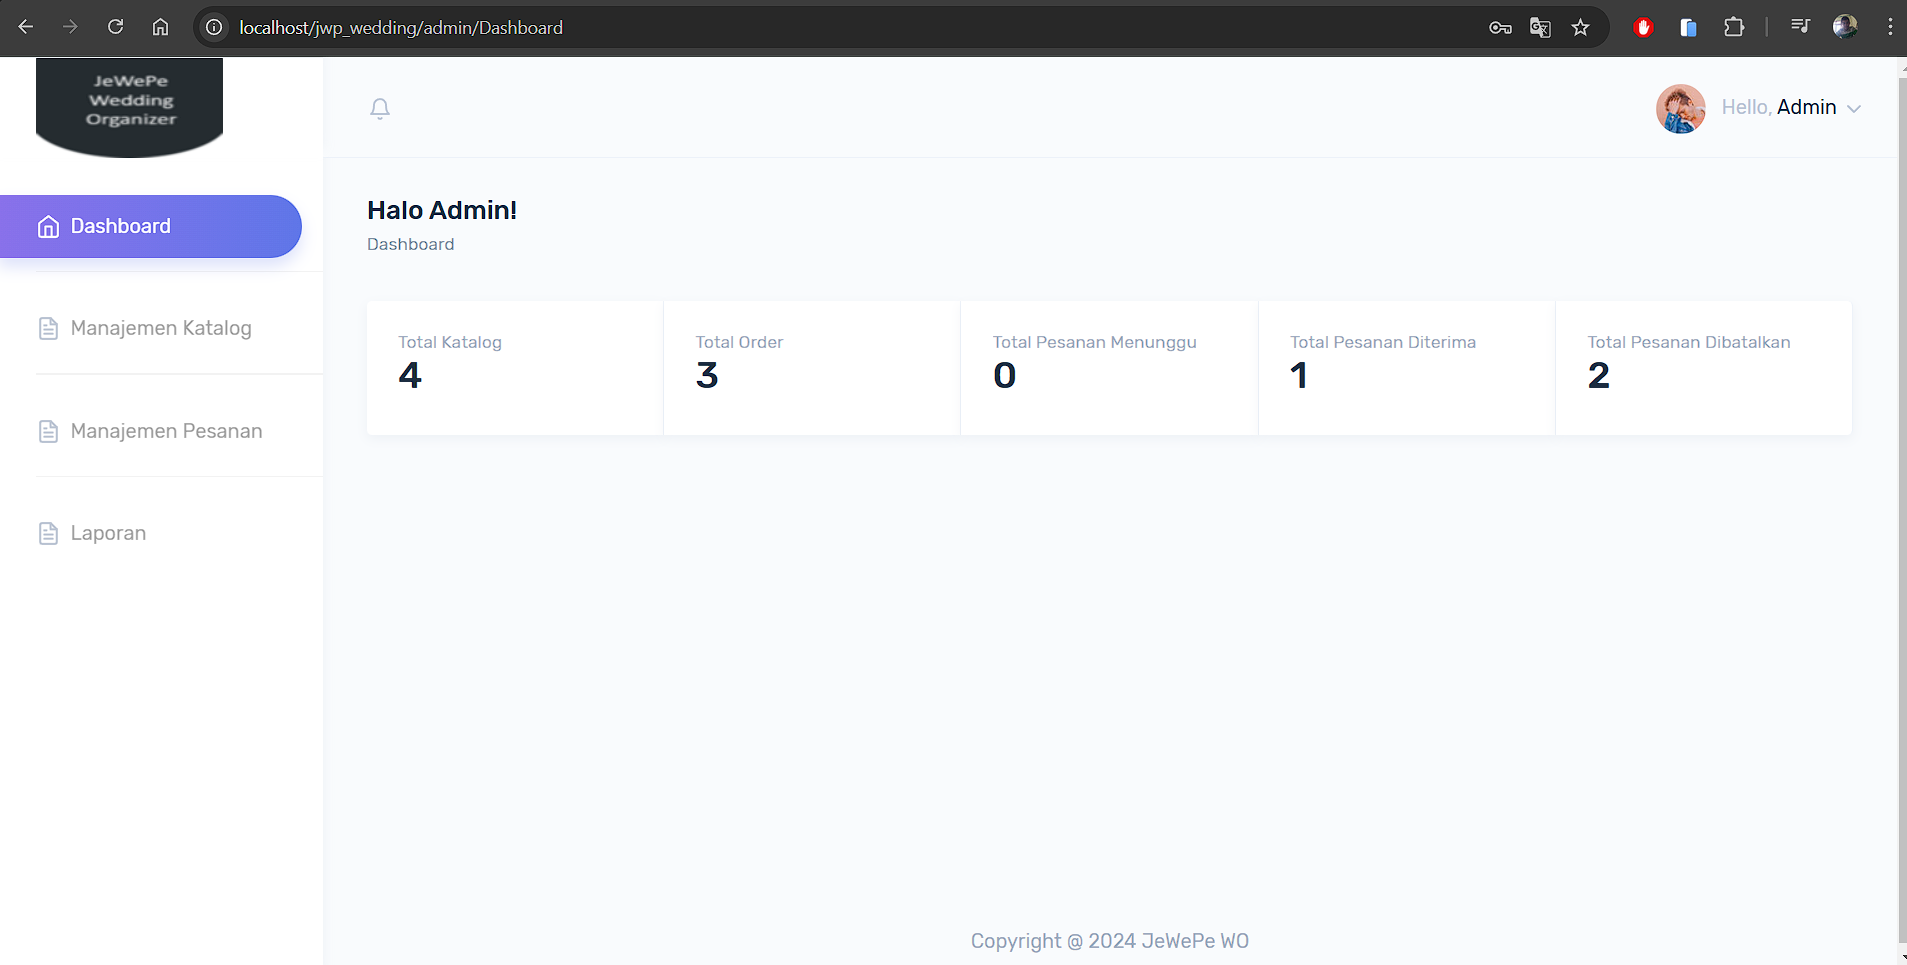 localhost/jwp_wedding/admin/Dashboard
JeWePe
Wedding
Organizer
Hello, Admin
Dashboard
Manajemen Katalog
Manajemen Pesanan
Laporan
Halo Admin!
Dashboard
Total Katalog
4
Total Order
3
Total Pesanan Menunggu
0
Total Pesanan Diterima
1
Total Pesanan Dibatalkan
2
Copyright @ 2024 JeWePe WO